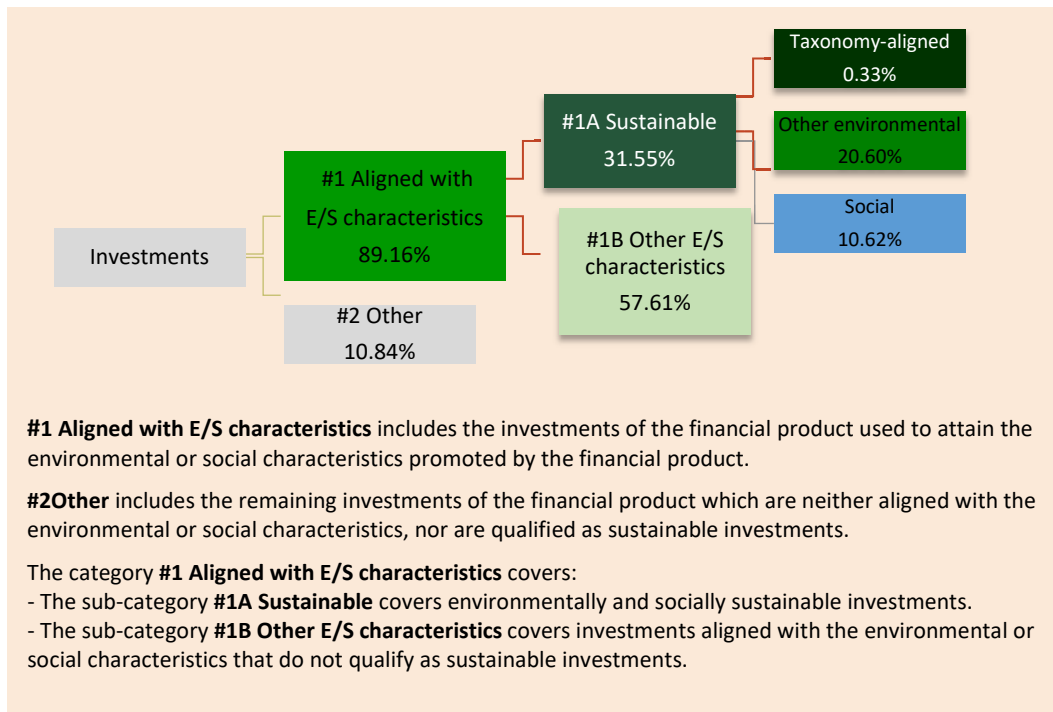 Taxonomy-aligned
0.33%
#1A Sustainable
31.55%
Other environmental
20.60%
#1 Aligned with
E/S characteristics
89.16%
Social
10.62%
Investments
#1B Other E/S
characteristics
57.61%
#2 Other
10.84%
#1 Aligned with E/S characteristics includes the investments of the financial product used to attain the
environmental or social characteristics promoted by the financial product.
#2Other includes the remaining investments of the financial product which are neither aligned with the
environmental or social characteristics, nor are qualified as sustainable investments.
The category #1 Aligned with E/S characteristics covers:
- The sub-category #1A Sustainable covers environmentally and socially sustainable investments.
- The sub-category #1B Other E/S characteristics covers investments aligned with the environmental or
social characteristics that do not qualify as sustainable investments.